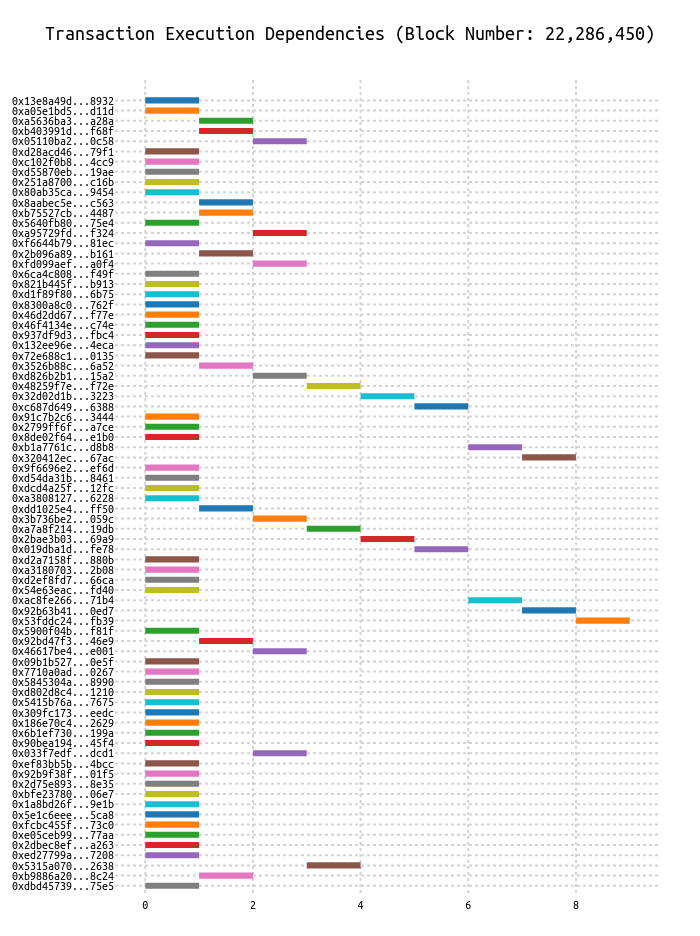 Transaction Execution Dependencies (Block Number: 22,286,450)
0x13e8a49d...8932
0xa05e1bd5...d11d
0xa5636ba3...a28a
0xb403991d...f68f
0x05110ba2...0c58
0xd28acd46...79f1
0xc102f0b8...4cc9
0xd55870eb...19ae
0x251a8700...c16b
0x80ab35ca...9454
0x8aabec5e...c563
0xb75527cb...4487
0x5640fb80...75e4
0xa95729fd...f324
0xf6644b79...81ec
0x2b096a89...b161
0xfd099aef...a0f4
0x6ca4c808...f49f
0x821b445f...b913
0xd1f89f80...6b75
0x8300a8c0...762f
0x46d2dd67...f77e
0x46f4134e...c74e
0x937df9d3...fbc4
0x132ee96e...4eca
0x72e688c1...0135
0x3526b88c...6a52
0xd826b2b1...15a2
0x48259f7e...f72e
0x32d02d1b...3223
0xc687d649...6388
0x91c7b2c6...3444
0x2799ff6f...a7ce
0x8de02f64...e1b0
0xb1a7761c...d8b8
0x320412ec...67ac
0x9f6696e2...ef6d
0xd54da31b...8461
0xdcd4a25f...12fc
0xa3808127...6228
0xdd1025e4...ff50
0x3b736be2...059c
0xa7a8f214...19db
0x2bae3b03...69a9
0x019dba1d...fe78
0xd2a7158f...880b
0xa3180703...2b08
0xd2ef8fd7...66ca
0x54e63eac...fd40
0xac8fe266...71b4
0x92b63b41...0ed7
0x53fddc24...fb39
0x5900f04b...f81f
0x92bd47f3...46e9
0x46617be4...e001
0x09b1b527...0e5f
0x7710a0ad...0267
0x5845304a...8990
0xd802d8c4...1210
0x5415b76a...7675
0x309fc173...eedc
0x186e70c4...2629
0x6b1ef730...199a
0x90bea194...45f4
0x033f7edf...dcd1
0xef83bb5b...4bcc
0x92b9f38f...01f5
0x2d75e893...8e35
0xbfe23780...06e7
0x1a8bd26f...9e1b
0x5e1c6eee...5ca8
0xfcbc455f...73c0
0xe05ceb99...77aa
0x2dbec8ef...a263
0xed27799a...7208
0x5315a070...2638
0xb9886a20...8c24
0xdbd45739...75e5
0 2 4 6 8